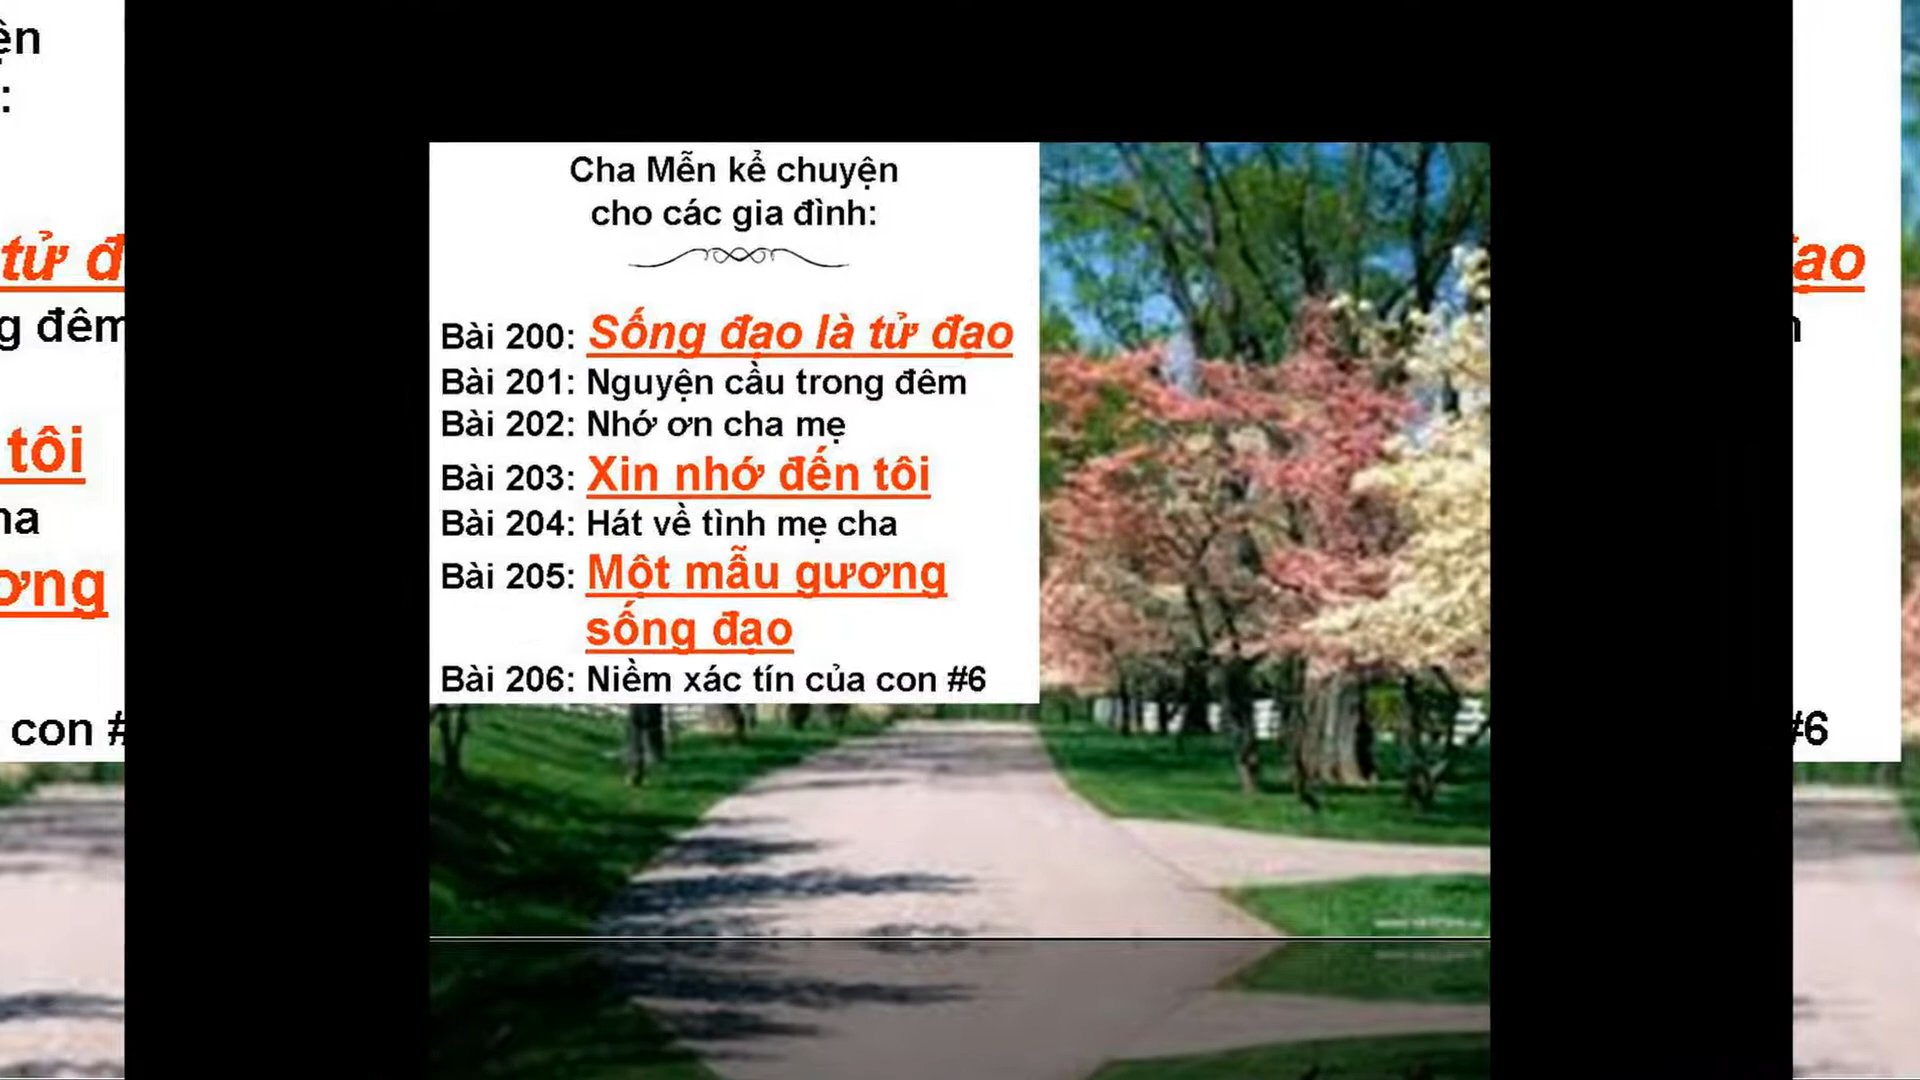 Cha Mễn kể chuyện
cho các gia đình:
Bài 200: Sống đạo là tử đạo
Bài 201: Nguyện cầu trong đêm
Bài 202: Nhớ ơn cha mẹ
Bài 203: Xin nhớ đến tôi
Bài 204: Hát về tình mẹ cha
Bài 205: Một mẫu gương
sống đạo
Bài 206: Niềm xác tín của con #6